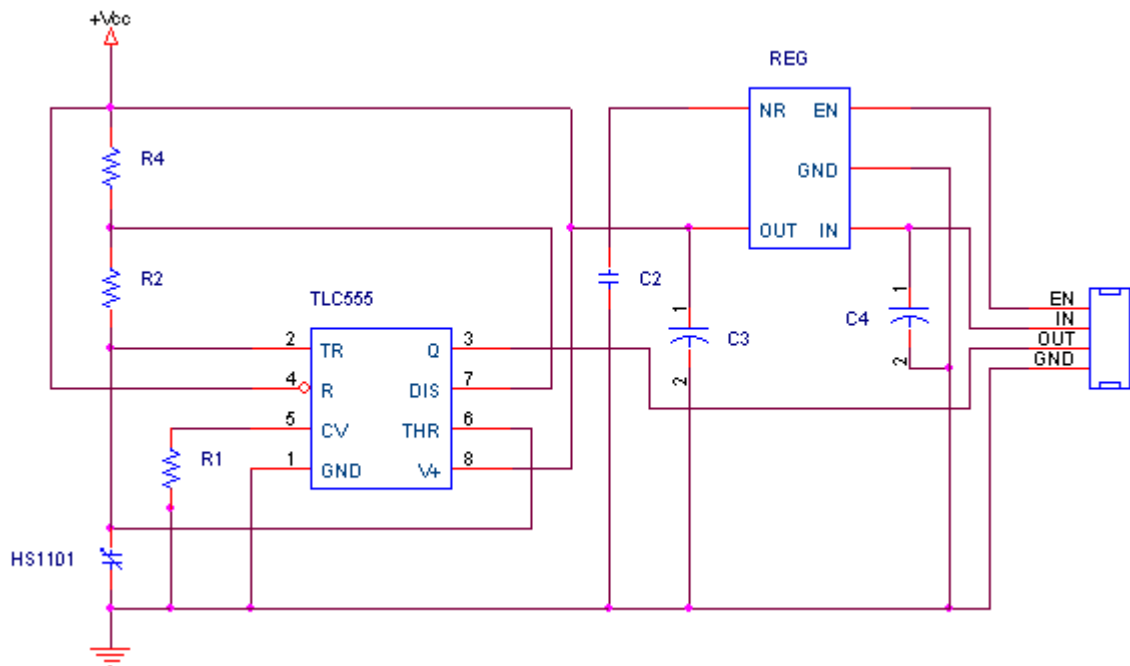 +Vcc
REG
NR EN
R4
GND
OUT IN
R2
C2
1
EN
TLC555
1
IN
C4
C3
OUT
2 TR Q 3
GND
2
4 R DIS 7
2
5 CV THR 6
R1
1 GND V+ 8
HS1101